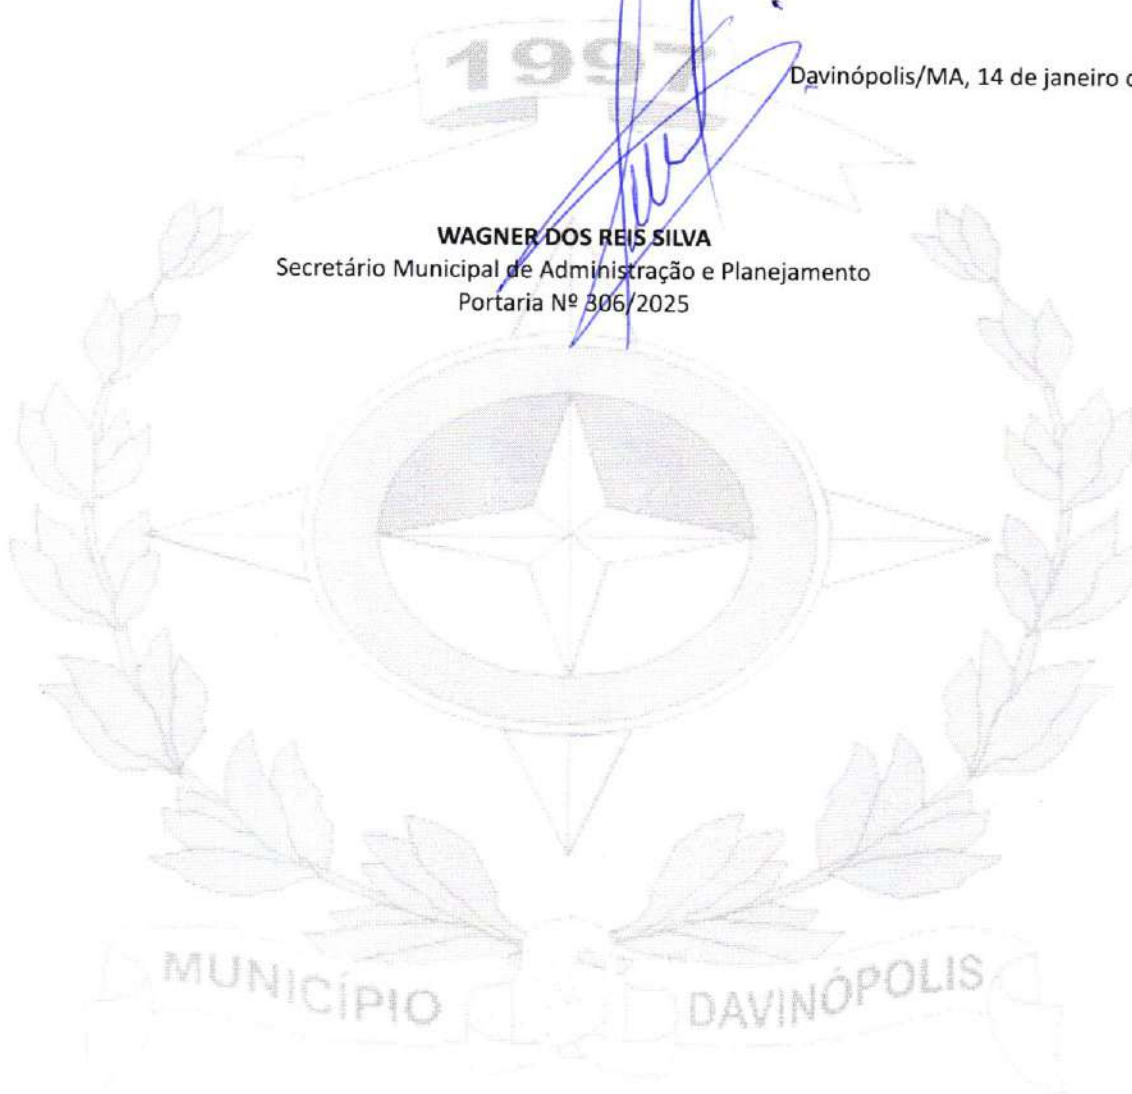 1997
Davinópolis/MA, 14 de janeiro
WAGNER DOS REIS SILVA
Secretário Municipal de Administração e Planejamento
Portaria Nº 306/2025
MUNICÍPIO DAVINÓPOLIS